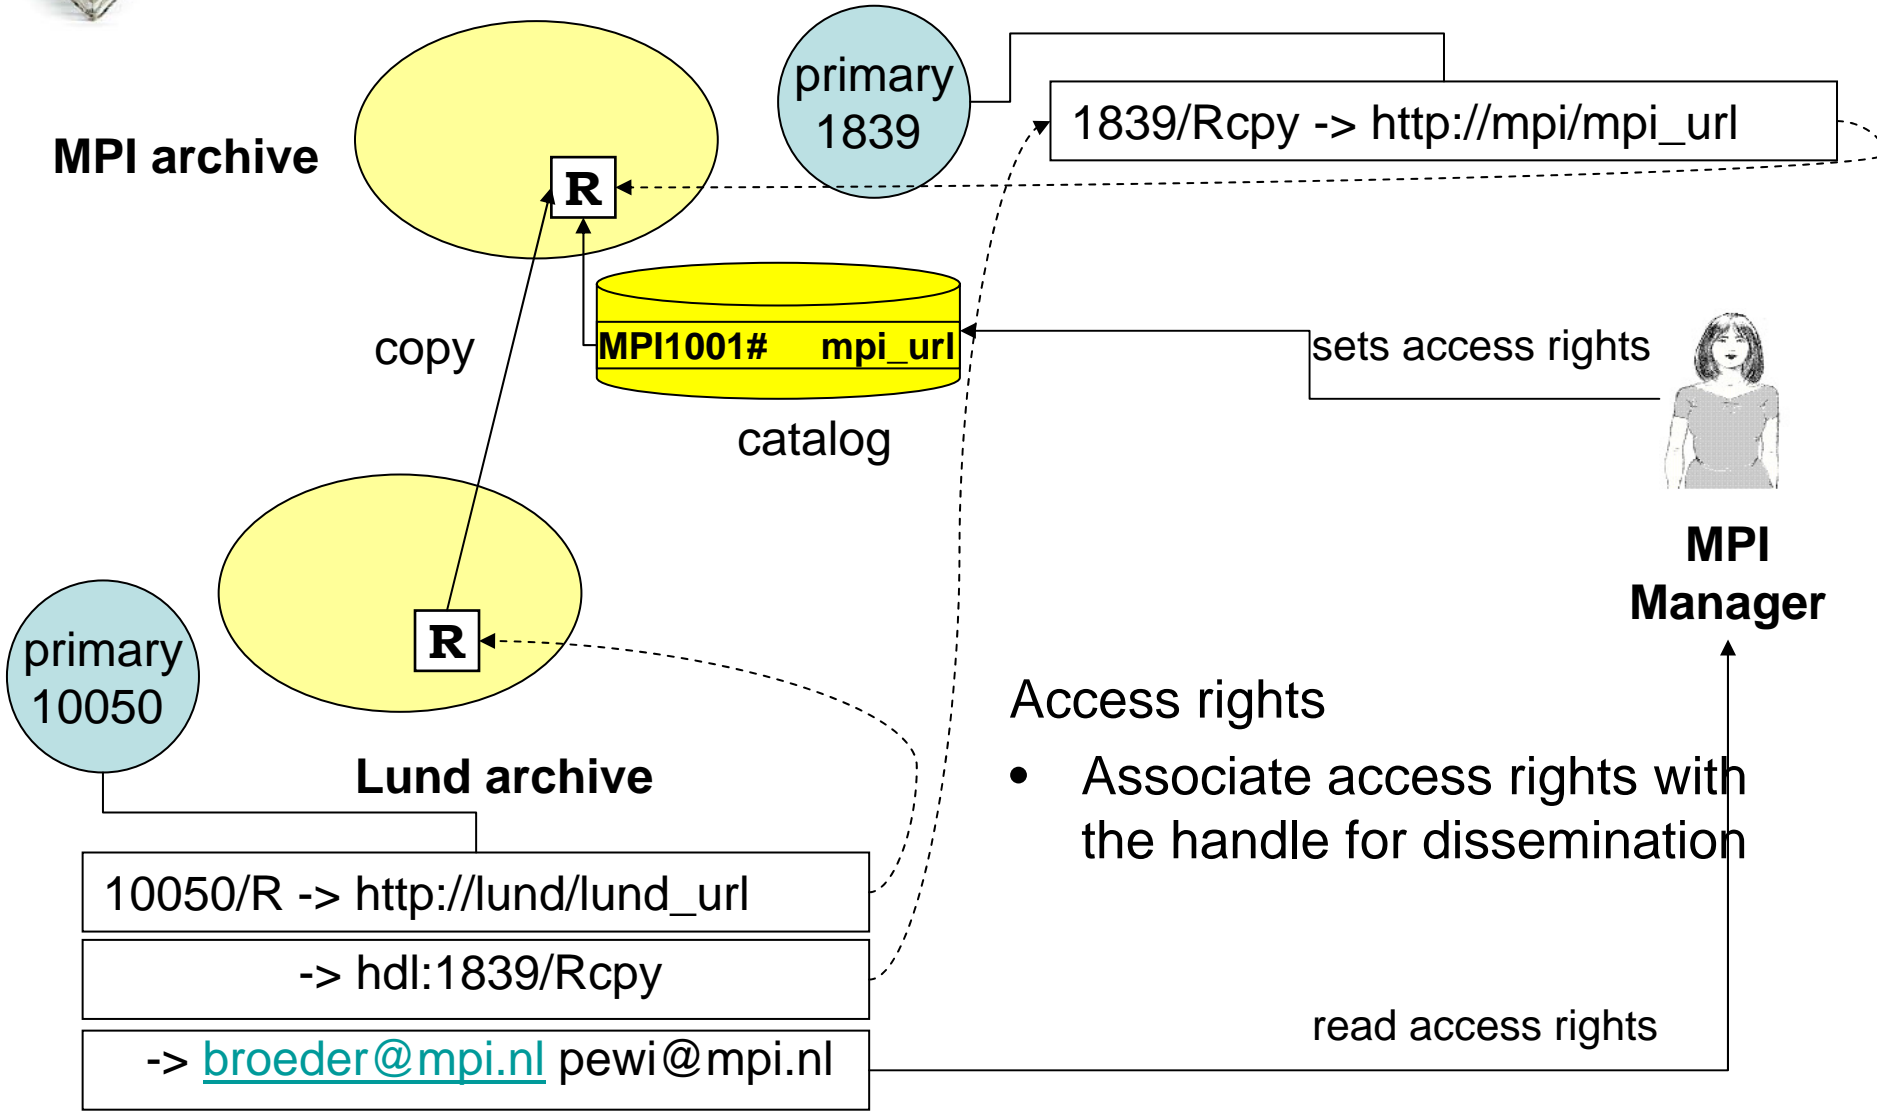 primary
1839
1839/Rcpy -> http://mpi/mpi_url
MPI archive
R
copy
MPI1001# mpi_url
sets access rights
catalog
MPI
Manager
R
primary
10050
Lund archive
Access rights
• Associate access rights with
the handle for dissemination
10050/R -> http://lund/lund_url
-> hdl:1839/Rcpy
-> broeder@mpi.nl pewi@mpi.nl
read access rights